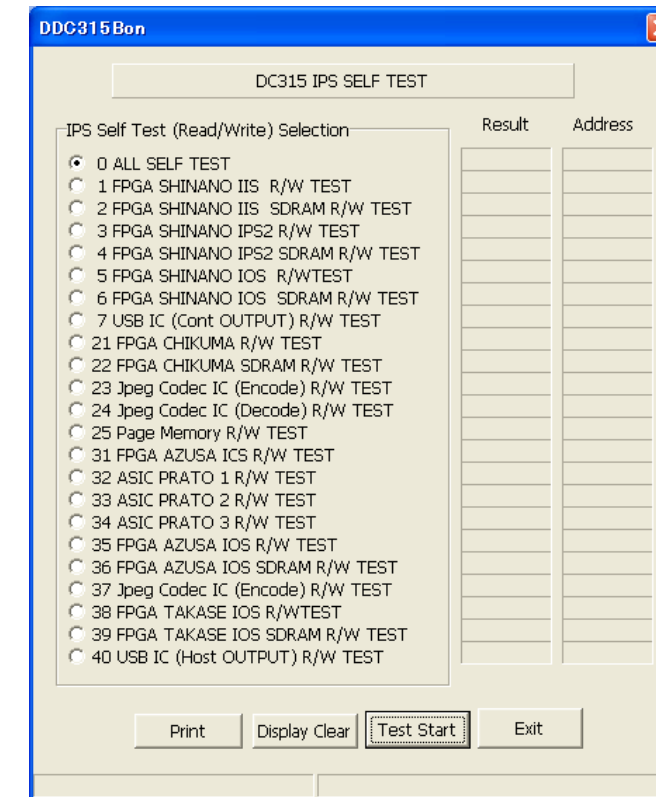 DDC315Bon
DC315 IPS SELF TEST
IPS Self Test (Read/Write) Selection
Result
Address
0 ALL SELF TEST
1 FPGA SHINANO IIS R/W TEST
2 FPGA SHINANO IIS SDRAM R/W TEST
3 FPGA SHINANO IPS2 R/W TEST
4 FPGA SHINANO IPS2 SDRAM R/W TEST
5 FPGA SHINANO IOS R/WTEST
6 FPGA SHINANO IOS SDRAM R/W TEST
7 USB IC (Cont OUTPUT) R/W TEST
21 FPGA CHIKUMA R/W TEST
22 FPGA CHIKUMA SDRAM R/W TEST
23 Jpeg Codec IC (Encode) R/W TEST
24 Jpeg Codec IC (Decode) R/W TEST
25 Page Memory R/W TEST
31 FPGA AZUSA ICS R/W TEST
32 ASIC PRATO 1 R/W TEST
33 ASIC PRATO 2 R/W TEST
34 ASIC PRATO 3 R/W TEST
35 FPGA AZUSA IOS R/W TEST
36 FPGA AZUSA IOS SDRAM R/W TEST
37 Jpeg Codec IC (Encode) R/W TEST
38 FPGA TAKASE IOS R/WTEST
39 FPGA TAKASE IOS SDRAM R/W TEST
40 USB IC (Host OUTPUT) R/W TEST
Print
Display Clear
Test Start
Exit